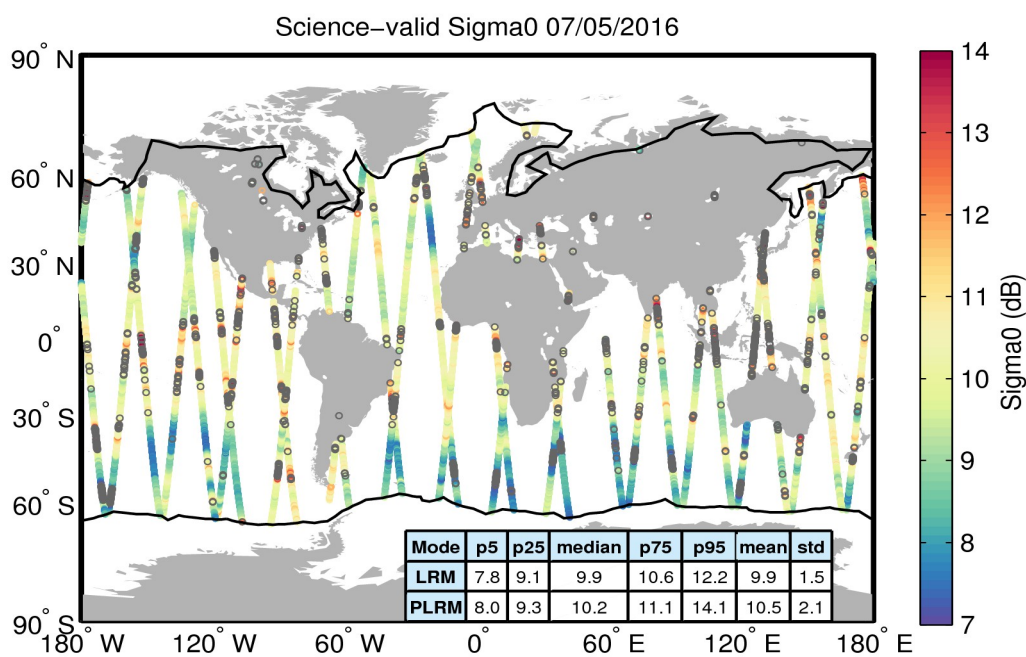 Science−valid Sigma0 07/05/2016
90° N
60° N
30° N
0°
30° S
60° S
90° S
180° W
120° W
60° W
0°
60° E
120° E
180° E
Mode p5 p25 median p75 p95 mean std
LRM 7.8 9.1 9.9 10.6 12.2 9.9 1.5
PLRM 8.0 9.3 10.2 11.1 14.1 10.5 2.1
14
13
12
11
10
9
8
7
Sigma0 (dB)